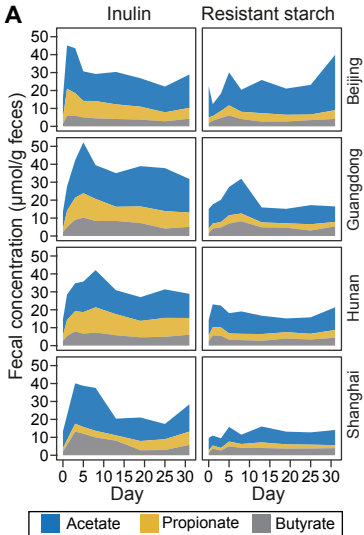 A
Inulin
Resistant starch
Fecal concentration (μmol/g feces)
50
40
30
20
10
0
Beijing
50
40
30
20
10
0
Guangdong
50
40
30
20
10
0
Hunan
50
40
30
20
10
0
Shanghai
0 5 10 15 20 25 30
0 5 10 15 20 25 30
Day
Day
Acetate
Propionate
Butyrate